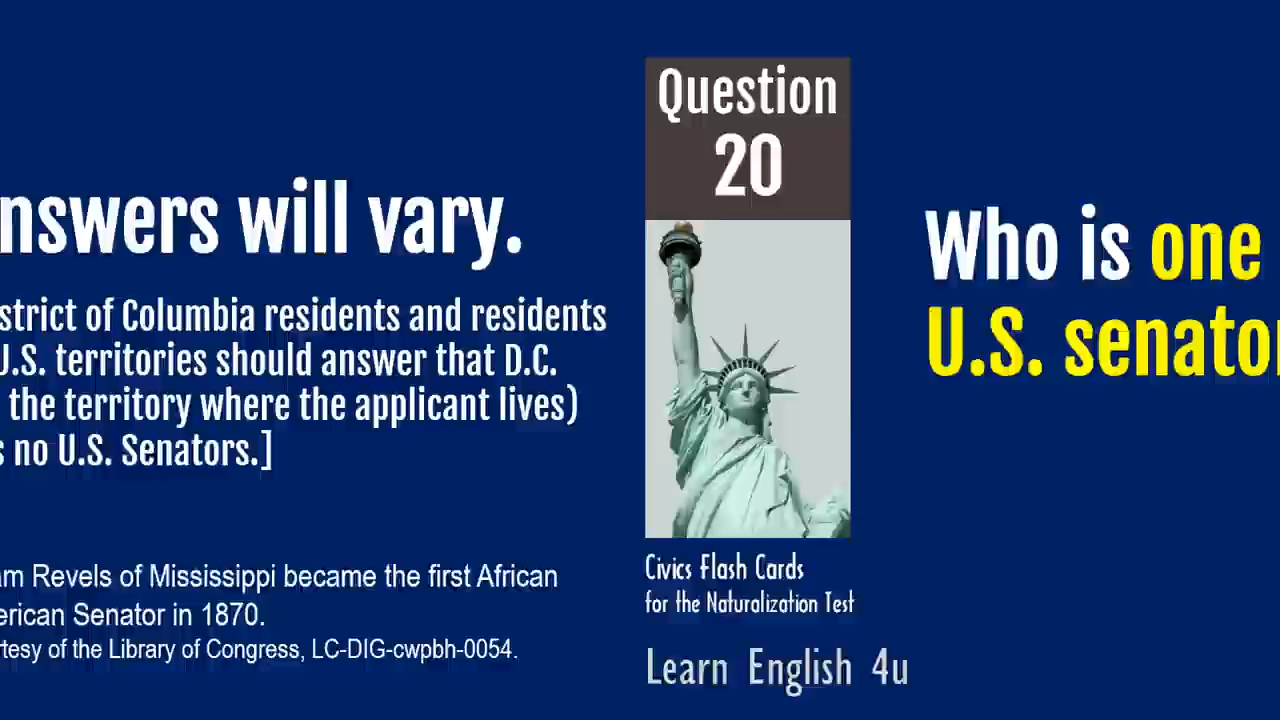 nswers will vary.
strict of Columbia residents and residents
U.S. territories should answer that D.C.
the territory where the applicant lives)
s no U.S. Senators.]
am Revels of Mississippi became the first African
erican Senator in 1870.
rtesy of the Library of Congress, LC-DIG-cwpbh-0054.
Question
20
Civics Flash Cards
for the Naturalization Test
Learn English 4u
Who is one
U.S. senator